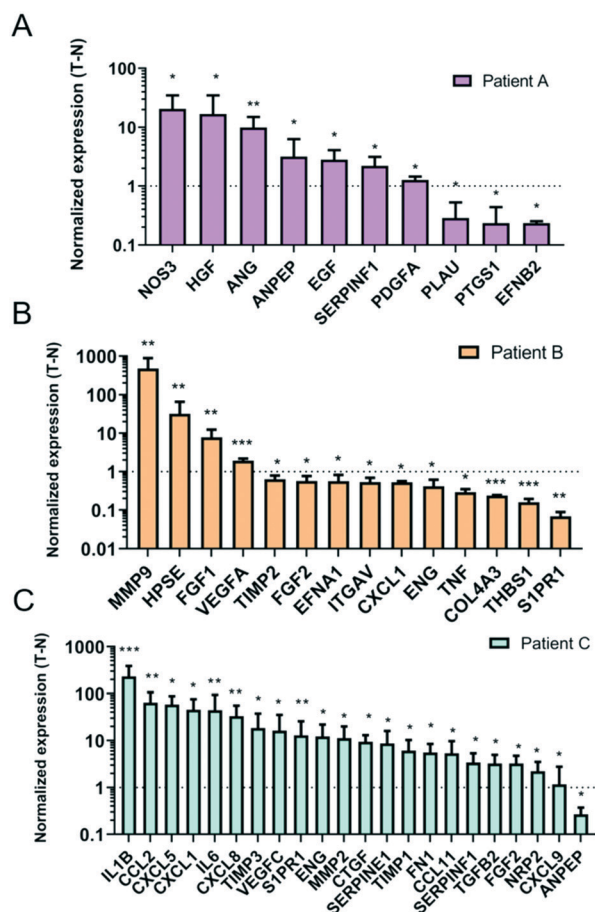 A
Normalized expression (T-N)
100
10
1
0.1
* * ** * * * * * * *
Patient A
NOS3 HGF ANG ANPEP EGF SERPINF1 PDGFA PLAU PTGS1 EFNB2
B
Normalized expression (T-N)
1000
100
10
1
0.1
0.01
** ** ** *** * * * * * * * *** *** **
Patient B
MMP9 HPSE FGF1 VEGFA TIMP2 FGF2 EFNA1 ITGAV CXCL1 ENG TNF COL4A3 THBS1 S1PR1
C
Normalized expression (T-N)
1000
100
10
1
0.1
*** ** * * ** ** * * ** * * * * * * * * * * * * *
Patient C
IL1B CCL2 CXCL5 CXCL1 IL6 CXCL8 TIMP3 VEGFC S1PR1 ENG MMP2 CTGF SERPINE1 TIMP1 FN1 CCL11 SERPINF1 TGFB2 FGF2 NRP2 CXCL9 ANPEP